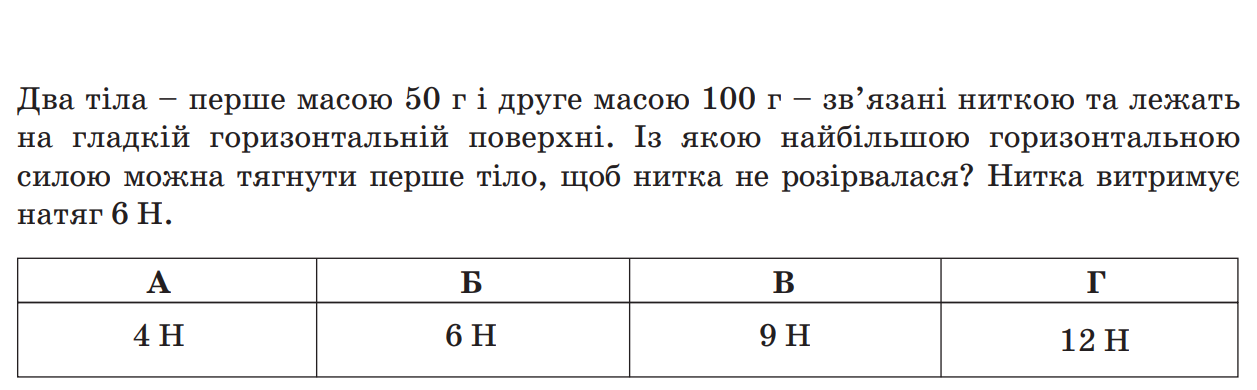 Два тіла – перше масою 50 г і друге масою 100 г – зв’язані ниткою та лежать
на гладкій горизонтальній поверхні. Із якою найбільшою горизонтальною
силою можна тягнути перше тіло, щоб нитка не розірвалася? Нитка витримує
натяг 6 Н.
А Б В Г
4 Н 6 Н 9 Н 12 Н